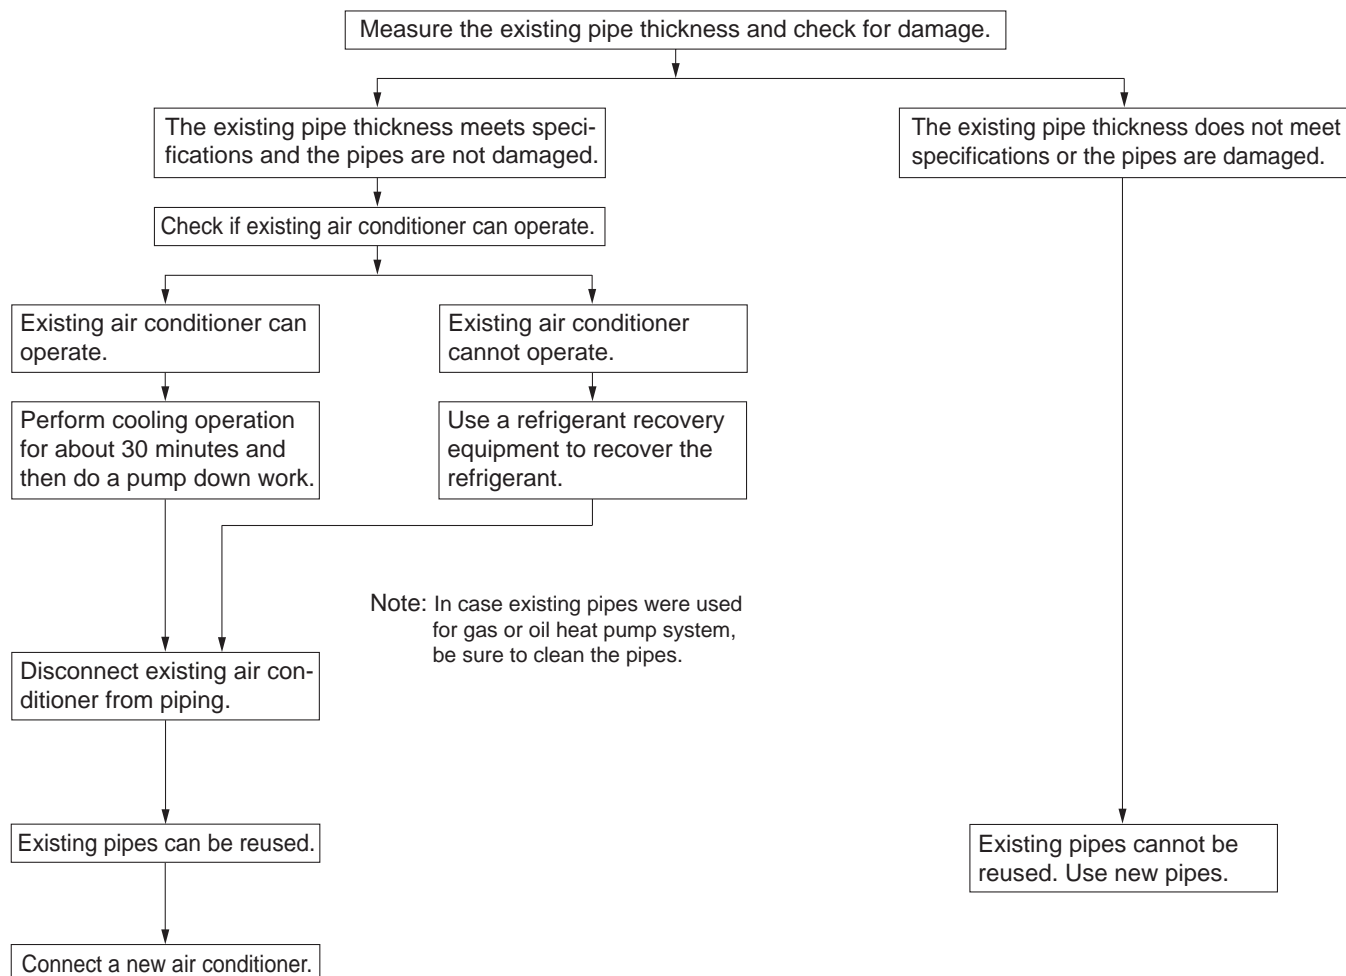 Measure the existing pipe thickness and check for damage.
The existing pipe thickness meets speci-
fications and the pipes are not damaged.
The existing pipe thickness does not meet
specifications or the pipes are damaged.
Check if existing air conditioner can operate.
Existing air conditioner can
operate.
Existing air conditioner
cannot operate.
Perform cooling operation
for about 30 minutes and
then do a pump down work.
Use a refrigerant recovery
equipment to recover the
refrigerant.
Note: In case existing pipes were used
for gas or oil heat pump system,
be sure to clean the pipes.
Disconnect existing air con-
ditioner from piping.
Existing pipes can be reused.
Existing pipes cannot be
reused. Use new pipes.
Connect a new air conditioner.